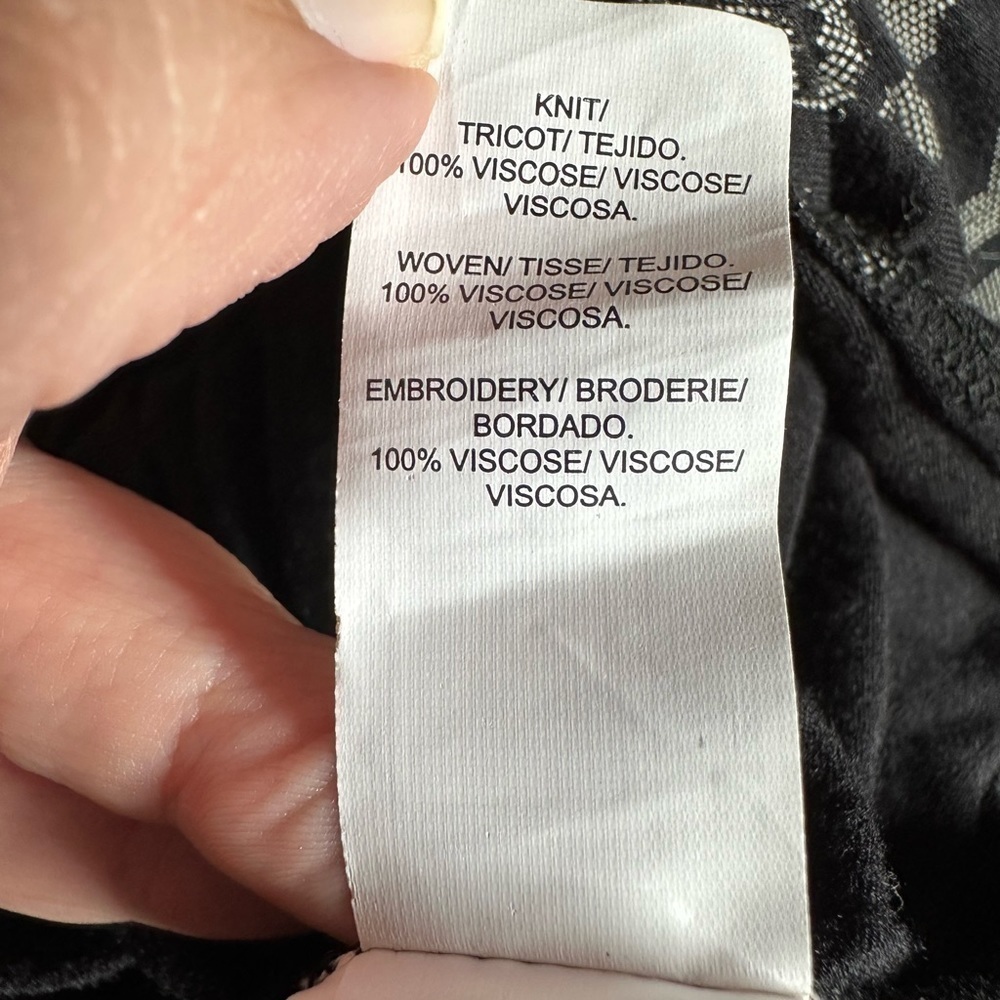 KNIT/
TRICOT/ TEJIDO.
100% VISCOSE/ VISCOSE/
VISCOSA.
WOVEN/ TISSE/ TEJIDO.
100% VISCOSE/ VISCOSE/
VISCOSA.
EMBROIDERY/ BRODERIE/
BORDADO.
100% VISCOSE/ VISCOSE/
VISCOSA.